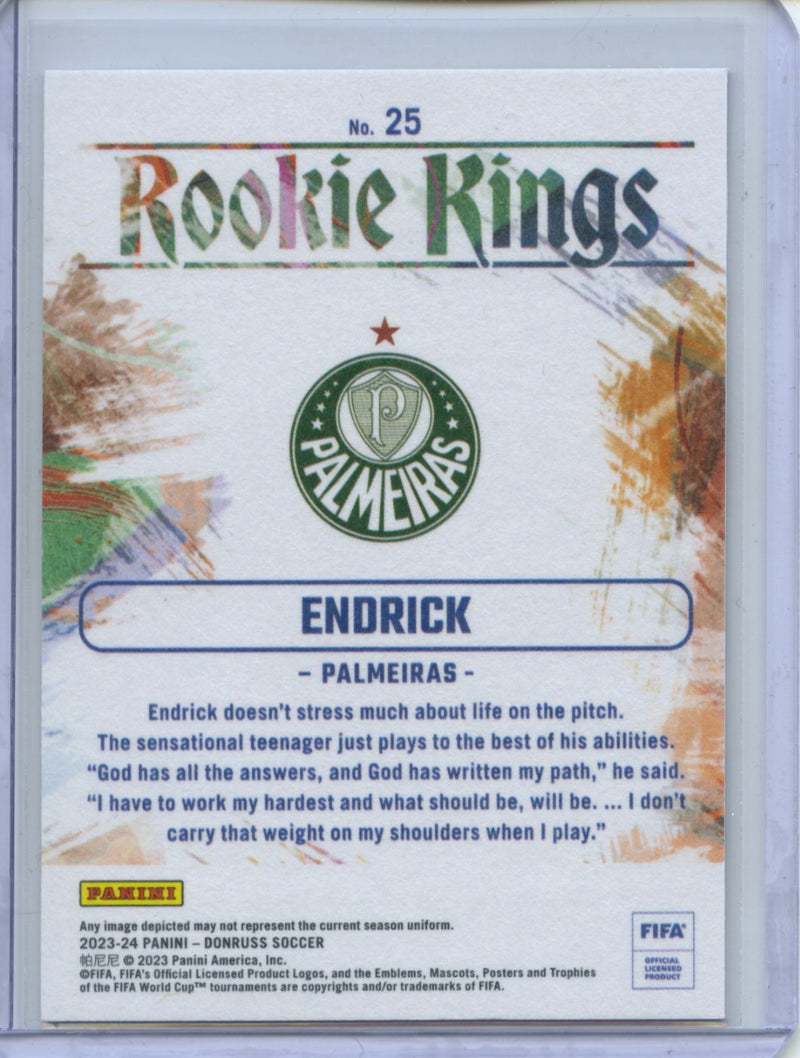 No. 25
Rookie Kings
P
PALMEIRAS
ENDRICK
– PALMEIRAS -
Endrick doesn't stress much about life on the pitch.
The sensational teenager just plays to the best of his abilities.
“God has all the answers, and God has written my path,” he said.
“I have to work my hardest and what should be, will be. ... I don't
carry that weight on my shoulders when I play.”
PANINI
Any image depicted may not represent the current season uniform.
2023-24 PANINI – DONRUSS SOCCER
帕尼尼 © 2023 Panini America, Inc.
©FIFA, FIFA's Official Licensed Product Logos, and the Emblems, Mascots, Posters and Trophies
of the FIFA World Cup™ tournaments are copyrights and/or trademarks of FIFA.
FIFA®
OFFICIAL
LICENSED
PRODUCT